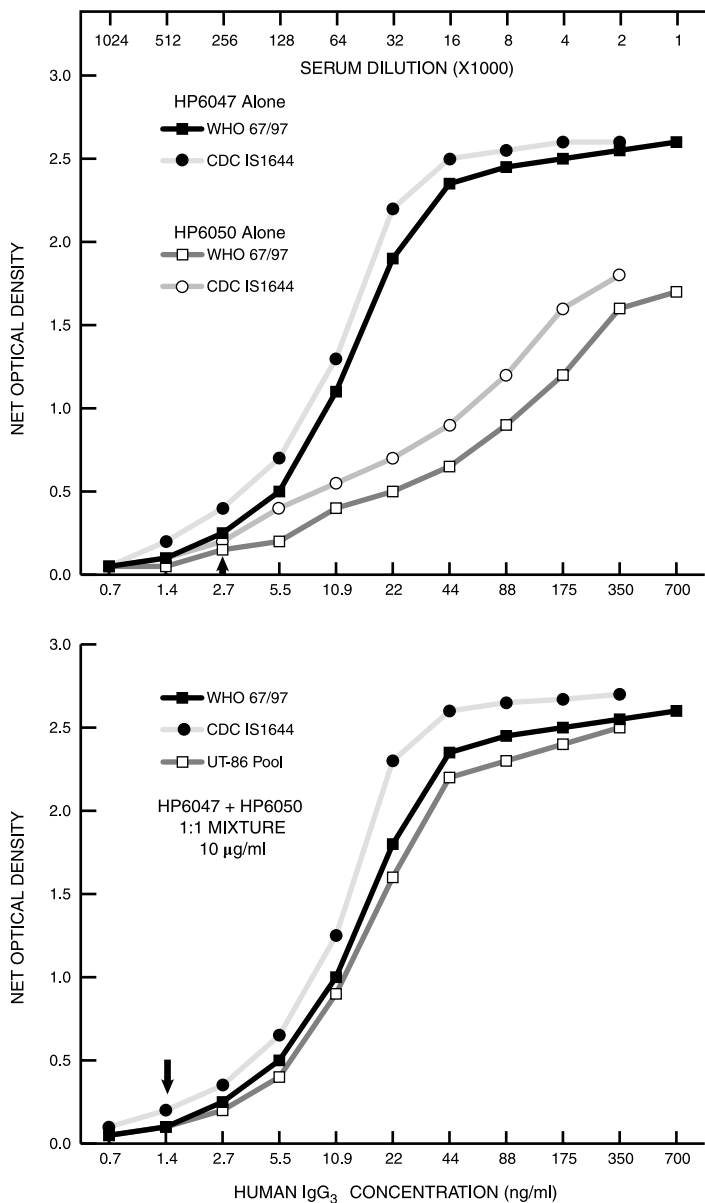 1024 512 256 128 64 32 16 8 4 2 1
SERUM DILUTION (X1000)
3.0
2.5
2.0
1.5
1.0
0.5
0.0
NET OPTICAL DENSITY
HP6047 Alone
WHO 67/97
CDC IS1644
HP6050 Alone
WHO 67/97
CDC IS1644
0.7 1.4 2.7 5.5 10.9 22 44 88 175 350 700
3.0
2.5
2.0
1.5
1.0
0.5
0.0
NET OPTICAL DENSITY
WHO 67/97
CDC IS1644
UT-86 Pool
HP6047 + HP6050
1:1 MIXTURE
10 µg/ml
0.7 1.4 2.7 5.5 10.9 22 44 88 175 350 700
HUMAN IgG₃ CONCENTRATION (ng/ml)